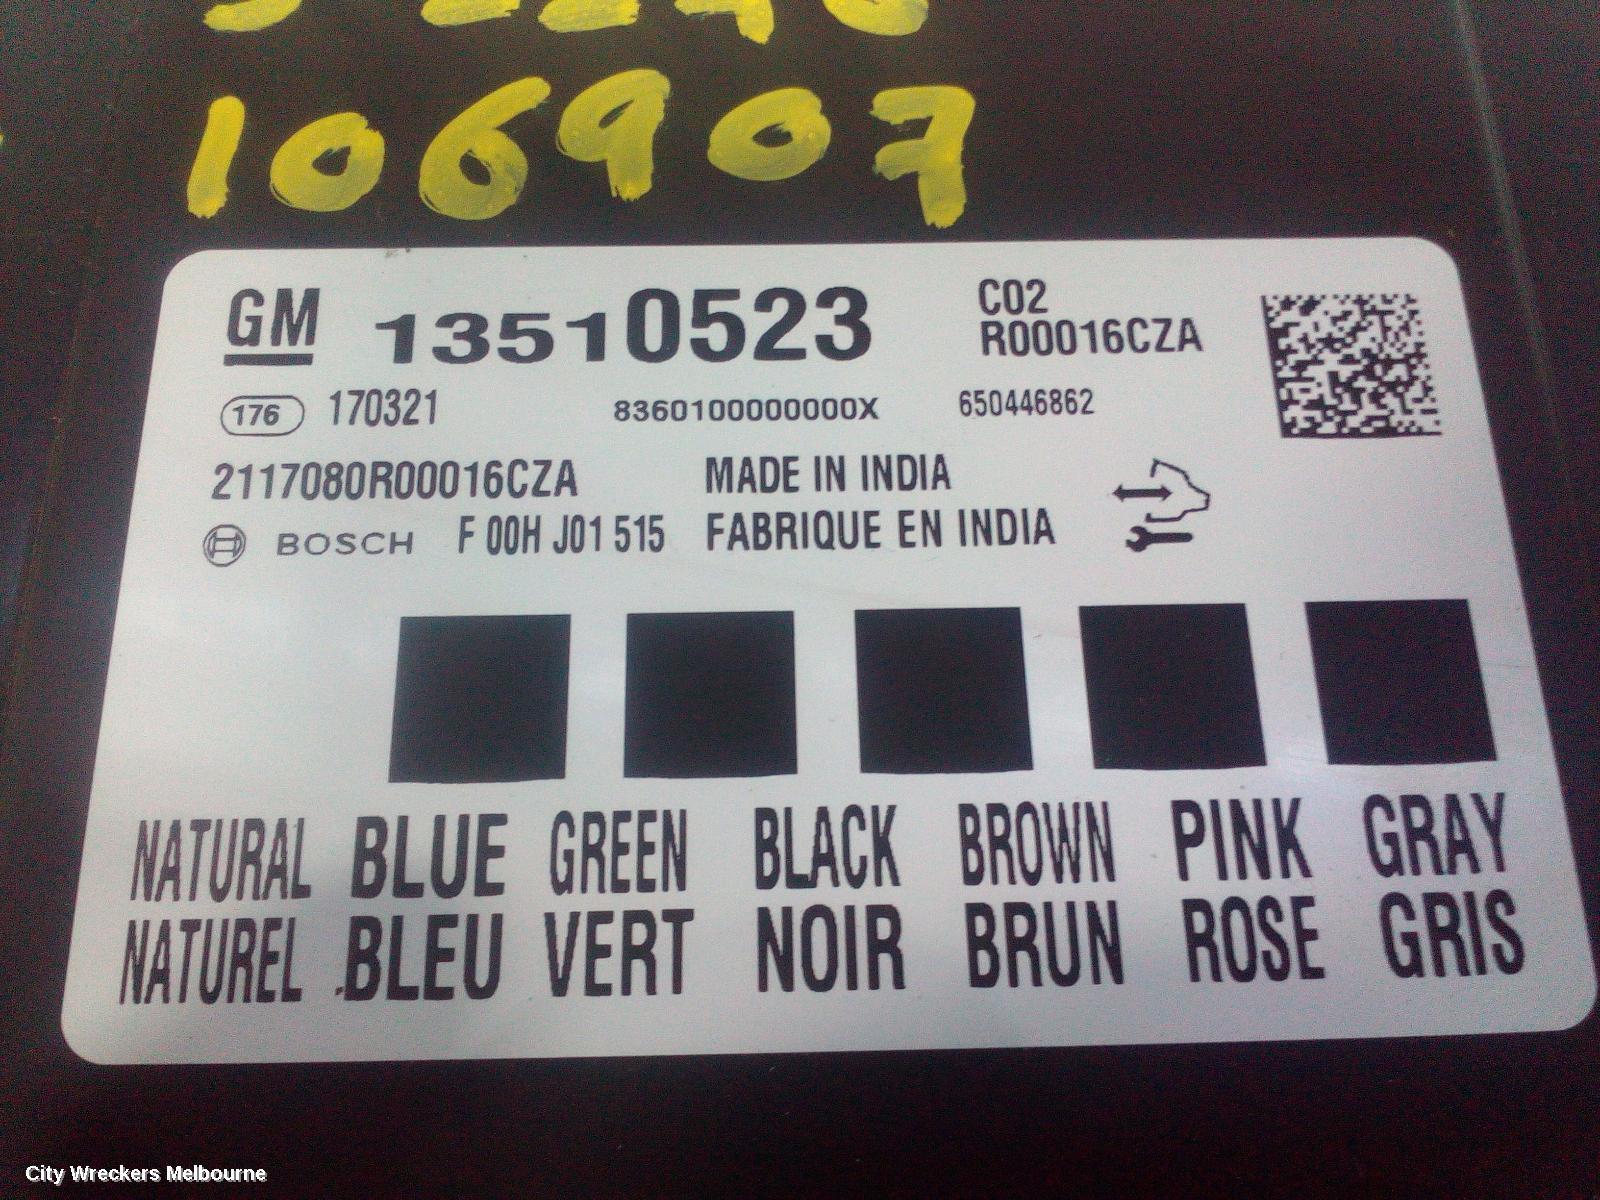 106907
GM 13510523 C02
R00016CZA
176 170321 8360100000000X 650446862
2117080R00016CZA MADE IN INDIA
BOSCH F 00H J01 515 FABRIQUE EN INDIA
NATURAL BLUE GREEN BLACK BROWN PINK GRAY
NATUREL BLEU VERT NOIR BRUN ROSE GRIS
City Wreckers Melbourne